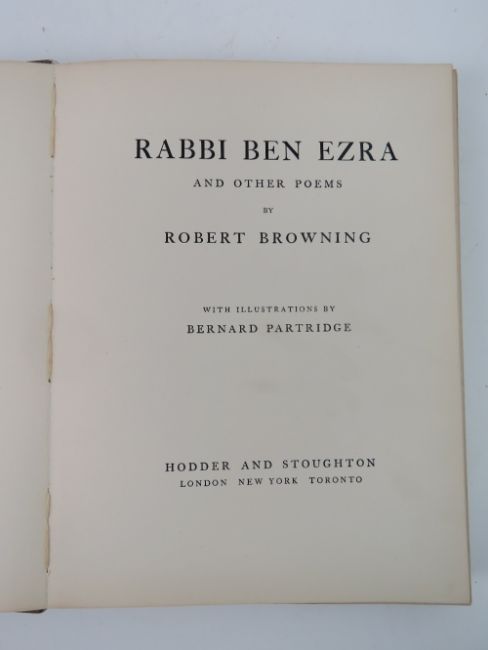 RABBI BEN EZRA
AND OTHER POEMS
BY
ROBERT BROWNING
WITH ILLUSTRATIONS BY
BERNARD PARTRIDGE
HODDER AND STOUGHTON
LONDON NEW YORK TORONTO